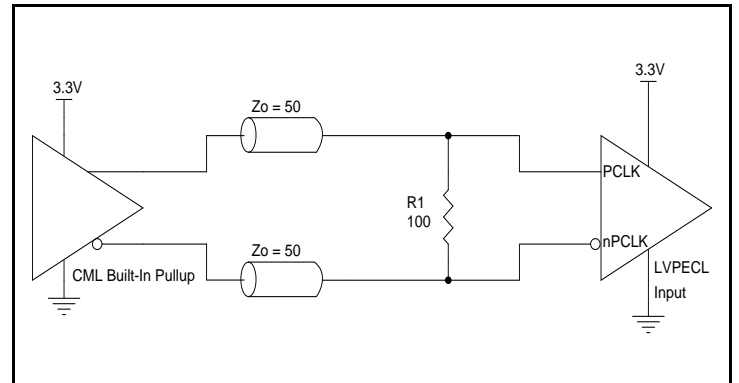 3.3V
3.3V
Zo = 50
PCLK
R1
100
nPCLK
Zo = 50
CML Built-In Pullup
LVPECL
Input